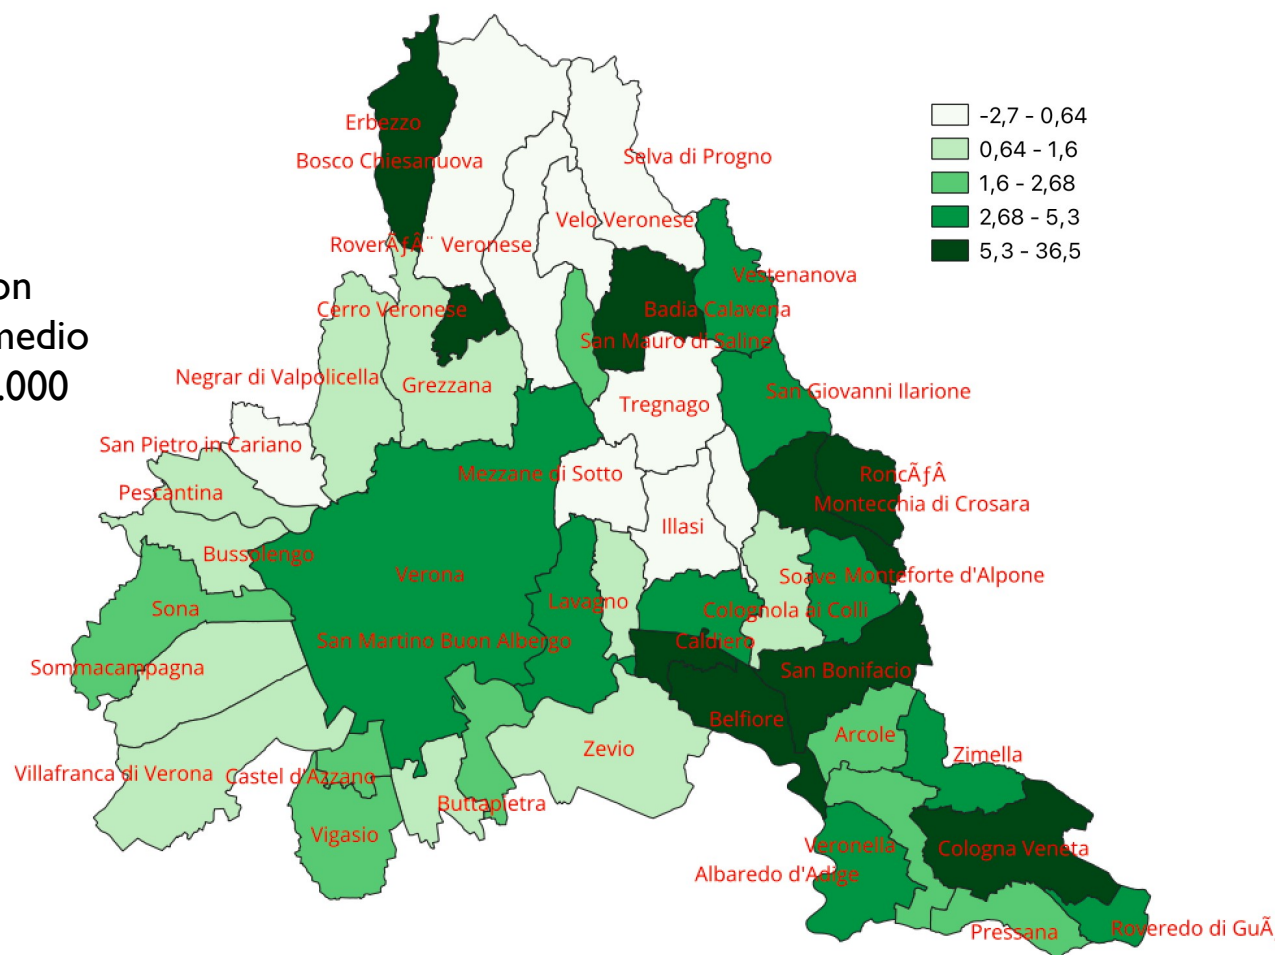 on
medio
.000
-2,7 - 0,64
0,64 - 1,6
1,6 - 2,68
2,68 - 5,3
5,3 - 36,5
Erbezzo
Bosco Chiesanuova
Selva di Progno
Velo Veronese
RoverÃƒÂ¨ Veronese
Vestenanova
Cerro Veronese
Badia Calavena
San Mauro di Saline
Negrar di Valpolicella
Grezzana
San Giovanni Ilarione
Tregnago
San Pietro in Cariano
Mezzane di Sotto
RoncÃƒÂ
Pescantina
Montecchia di Crosara
Illasi
Bussolengo
Verona
Soave
Monteforte d'Alpone
Sona
Lavagno
Colognola ai Colli
San Martino Buon Albergo
Caldiero
Sommacampagna
San Bonifacio
Belfiore
Arcole
Zevio
Zimella
Villafranca di Verona
Castel d'Azzano
Buttapietra
Vigasio
Veronella
Cologna Veneta
Albaredo d'Adige
Pressana
Roveredo di GuÃ